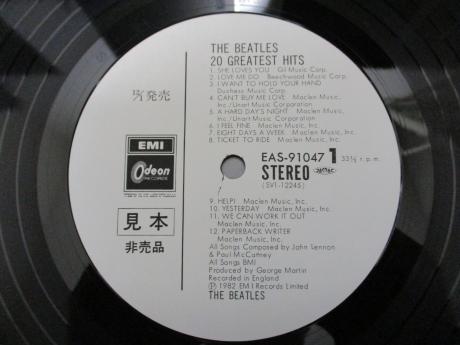 THE BEATLES
20 GREATEST HITS
1. SHE LOVES YOU Gil Music Corp.
2. LOVE ME DO Beechwood Music Corp.
3. I WANT TO HOLD YOUR HAND
Duchess Music Corp.
4. CAN'T BUY ME LOVE Maclen Music,
Inc./Unart Music Corporation
5. A HARD DAY'S NIGHT Maclen Music,
Inc./Unart Music Corporation
6. I FEEL FINE Maclen Music, Inc.
7. EIGHT DAYS A WEEK Maclen Music, Inc.
8. TICKET TO RIDE Maclen Music, Inc.
発売
EMI
Odeon
見本
非売品
EAS-91047 1 33⅓ r.p.m.
STEREO
(SV1-12245)
9. HELP! Maclen Music, Inc.
10. YESTERDAY Maclen Music, Inc.
11. WE CAN WORK IT OUT
Maclen Music, Inc.
12. PAPERBACK WRITER
Maclen Music, Inc.
All Songs Composed by John Lennon
& Paul McCartney
All Songs BMI
Produced by George Martin
Recorded in England
Ⓟ 1982 EMI Records Limited
THE BEATLES